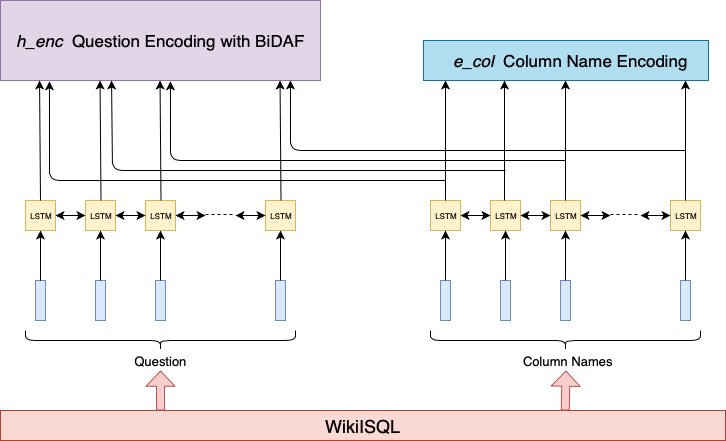 h_enc Question Encoding with BiDAF
e_col Column Name Encoding
LSTM LSTM LSTM LSTM LSTM LSTM LSTM LSTM
Question
Column Names
WikiISQL